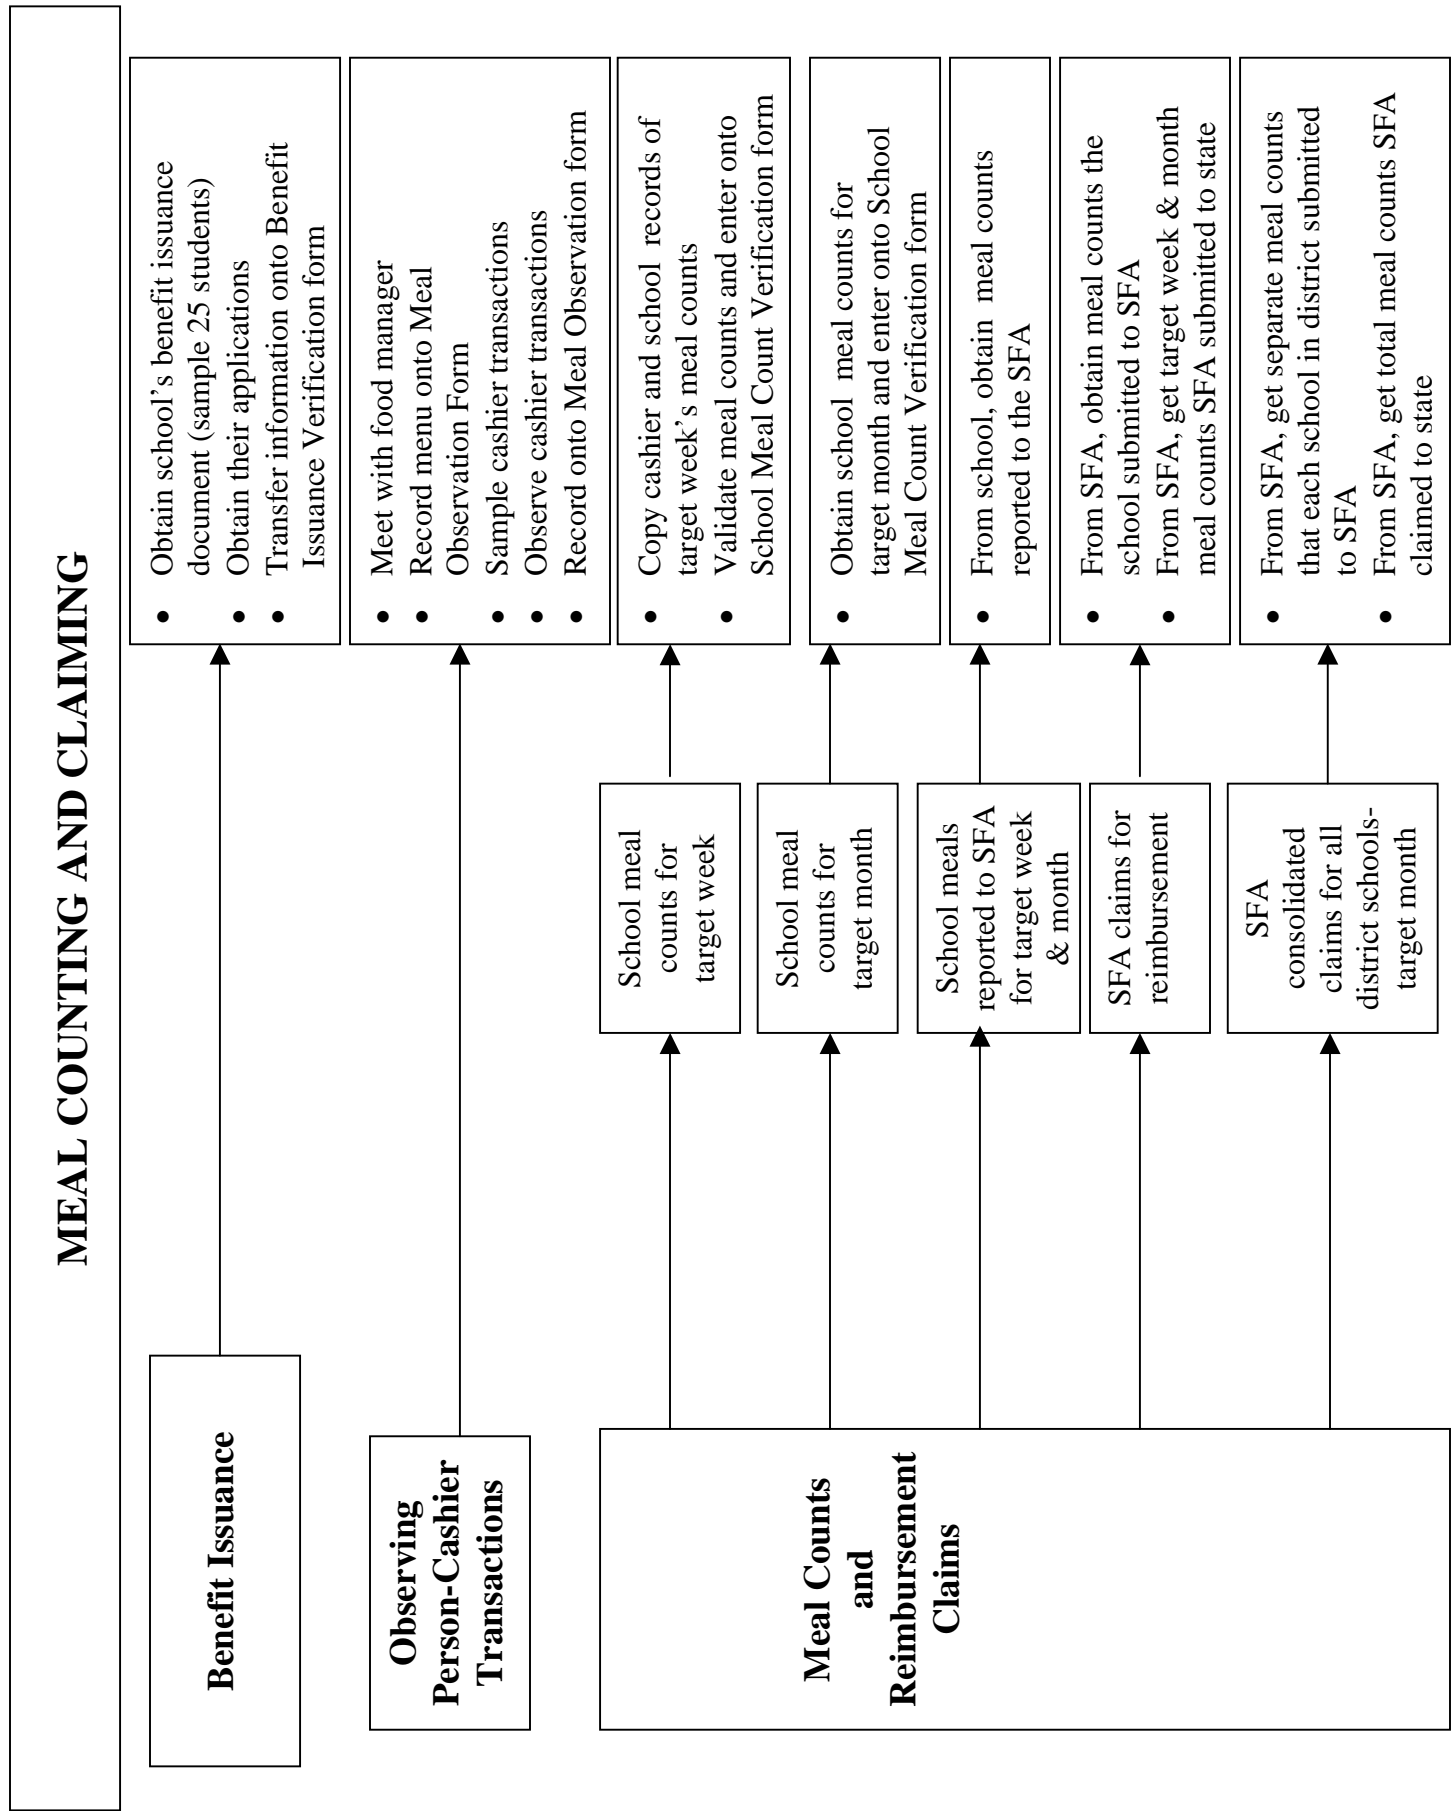 MEAL COUNTING AND CLAIMING
Benefit Issuance
• Obtain school's benefit issuance
document (sample 25 students)
• Obtain their applications
• Transfer information onto Benefit
Issuance Verification form
Observing
Person-Cashier
Transactions
• Meet with food manager
• Record menu onto Meal
Observation Form
• Sample cashier transactions
• Observe cashier transactions
• Record onto Meal Observation form
Meal Counts
and
Reimbursement
Claims
School meal
counts for
target week
• Copy cashier and school records of
target week's meal counts
• Validate meal counts and enter onto
School Meal Count Verification form
School meal
counts for
target month
• Obtain school meal counts for
target month and enter onto School
Meal Count Verification form
School meals
reported to SFA
for target week
& month
• From school, obtain meal counts
reported to the SFA
SFA claims for
reimbursement
• From SFA, obtain meal counts the
school submitted to SFA
• From SFA, get target week & month
meal counts SFA submitted to state
SFA
consolidated
claims for all
district schools-
target month
• From SFA, get separate meal counts
that each school in district submitted
to SFA
• From SFA, get total meal counts SFA
claimed to state